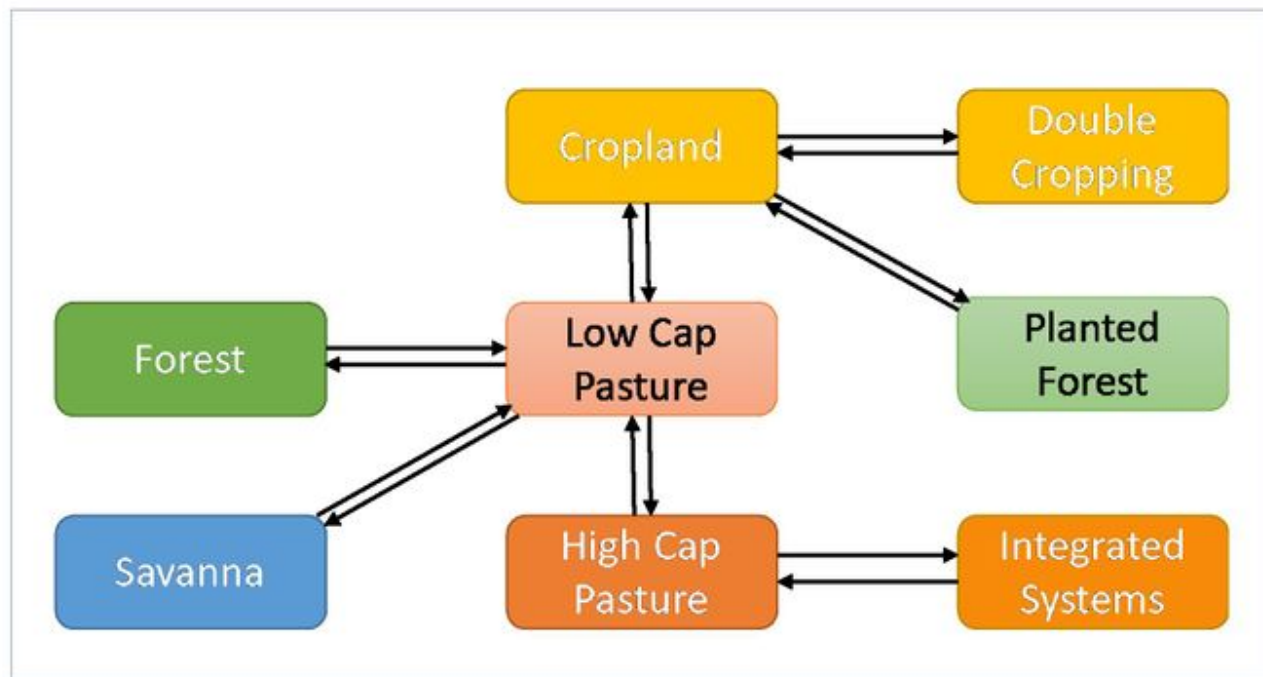 Cropland
Double
Cropping
Forest
Low Cap
Pasture
Planted
Forest
Savanna
High Cap
Pasture
Integrated
Systems